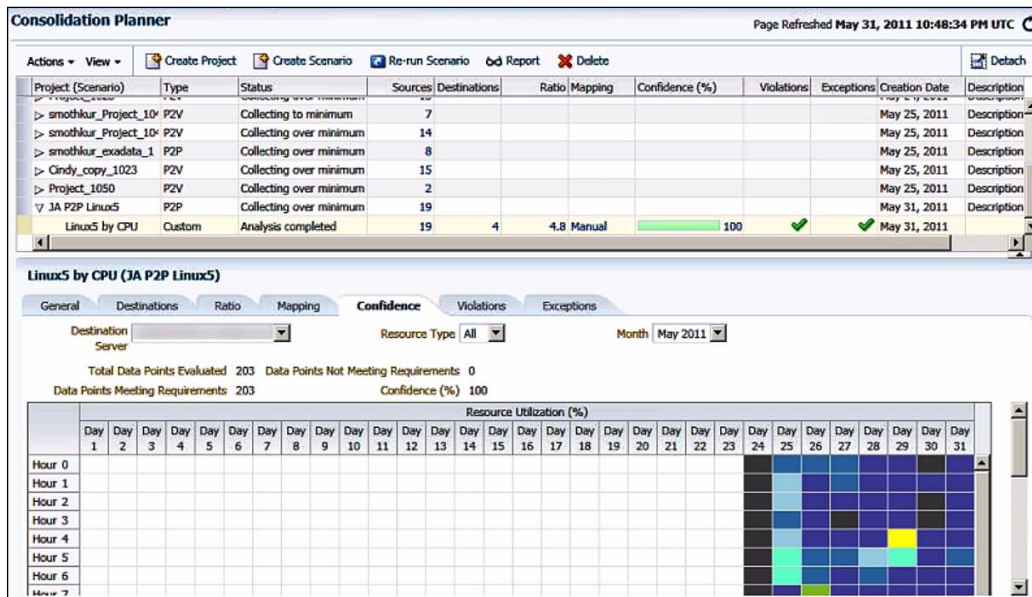 Consolidation Planner
Page Refreshed May 31, 2011 10:48:34 PM UTC
Actions View Create Project Create Scenario Re-run Scenario Report Delete Detach
Project (Scenario) Type Status Sources Destinations Ratio Mapping Confidence (%) Violations Exceptions Creation Date Description
smothkur_Project_10 P2V Collecting to minimum 7 May 25, 2011 Description
smothkur_Project_10 P2V Collecting over minimum 14 May 25, 2011 Description
smothkur_exadata_1 P2P Collecting over minimum 8 May 25, 2011 Description
Cindy_copy_1023 P2V Collecting over minimum 15 May 25, 2011 Description
Project_1050 P2V Collecting over minimum 2 May 25, 2011 Description
JA P2P Linux5 P2P Collecting over minimum 19 May 31, 2011 Description
Linux5 by CPU Custom Analysis completed 19 4 4.8 Manual 100 May 31, 2011
Linux5 by CPU (JA P2P Linux5)
General Destinations Ratio Mapping Confidence Violations Exceptions
Destination Server Resource Type All Month May 2011
Total Data Points Evaluated 203 Data Points Not Meeting Requirements 0
Data Points Meeting Requirements 203 Confidence (%) 100
Resource Utilization (%)
Day 1 Day 2 Day 3 Day 4 Day 5 Day 6 Day 7 Day 8 Day 9 Day 10 Day 11 Day 12 Day 13 Day 14 Day 15 Day 16 Day 17 Day 18 Day 19 Day 20 Day 21 Day 22 Day 23 Day 24 Day 25 Day 26 Day 27 Day 28 Day 29 Day 30 Day 31
Hour 0
Hour 1
Hour 2
Hour 3
Hour 4
Hour 5
Hour 6
Hour 7